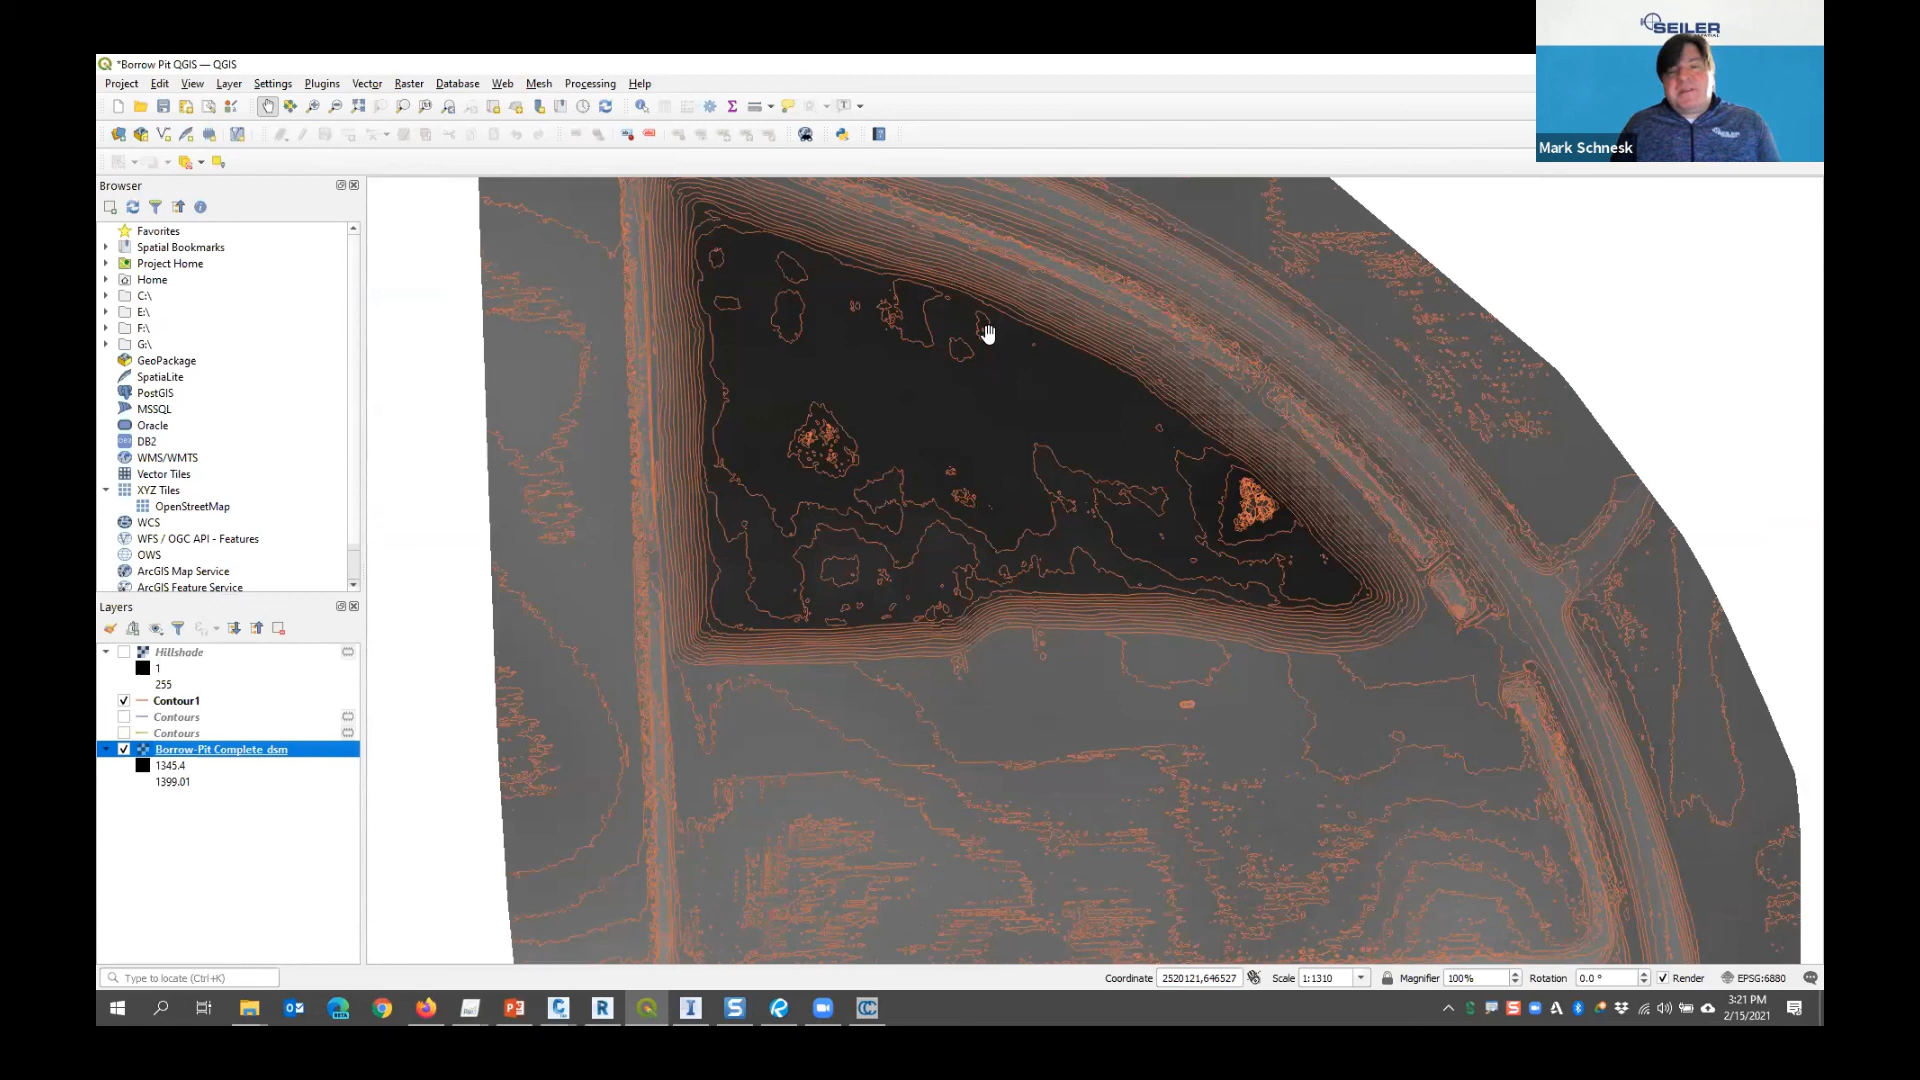 SEILER
Mark Schnesk
*Borrow Pit QGIS — QGIS
Project Edit View Layer Settings Plugins Vector Raster Database Web Mesh Processing Help
Browser
Favorites
Spatial Bookmarks
Project Home
Home
C:\
E:\
F:\
G:\
GeoPackage
SpatiaLite
PostGIS
MSSQL
Oracle
DB2
WMS/WMTS
Vector Tiles
XYZ Tiles
OpenStreetMap
WCS
WFS / OGC API - Features
OWS
ArcGIS Map Service
ArcGIS Feature Service
Layers
Hillshade
1
255
Contour1
Contours
Contours
Borrow-Pit Complete_dsm
1345.4
1399.01
Type to locate (Ctrl+K)
Coordinate 2520121,646527 Scale 1:1310 Magnifier 100% Rotation 0.0 ° Render EPSG:6880
3:21 PM
2/15/2021